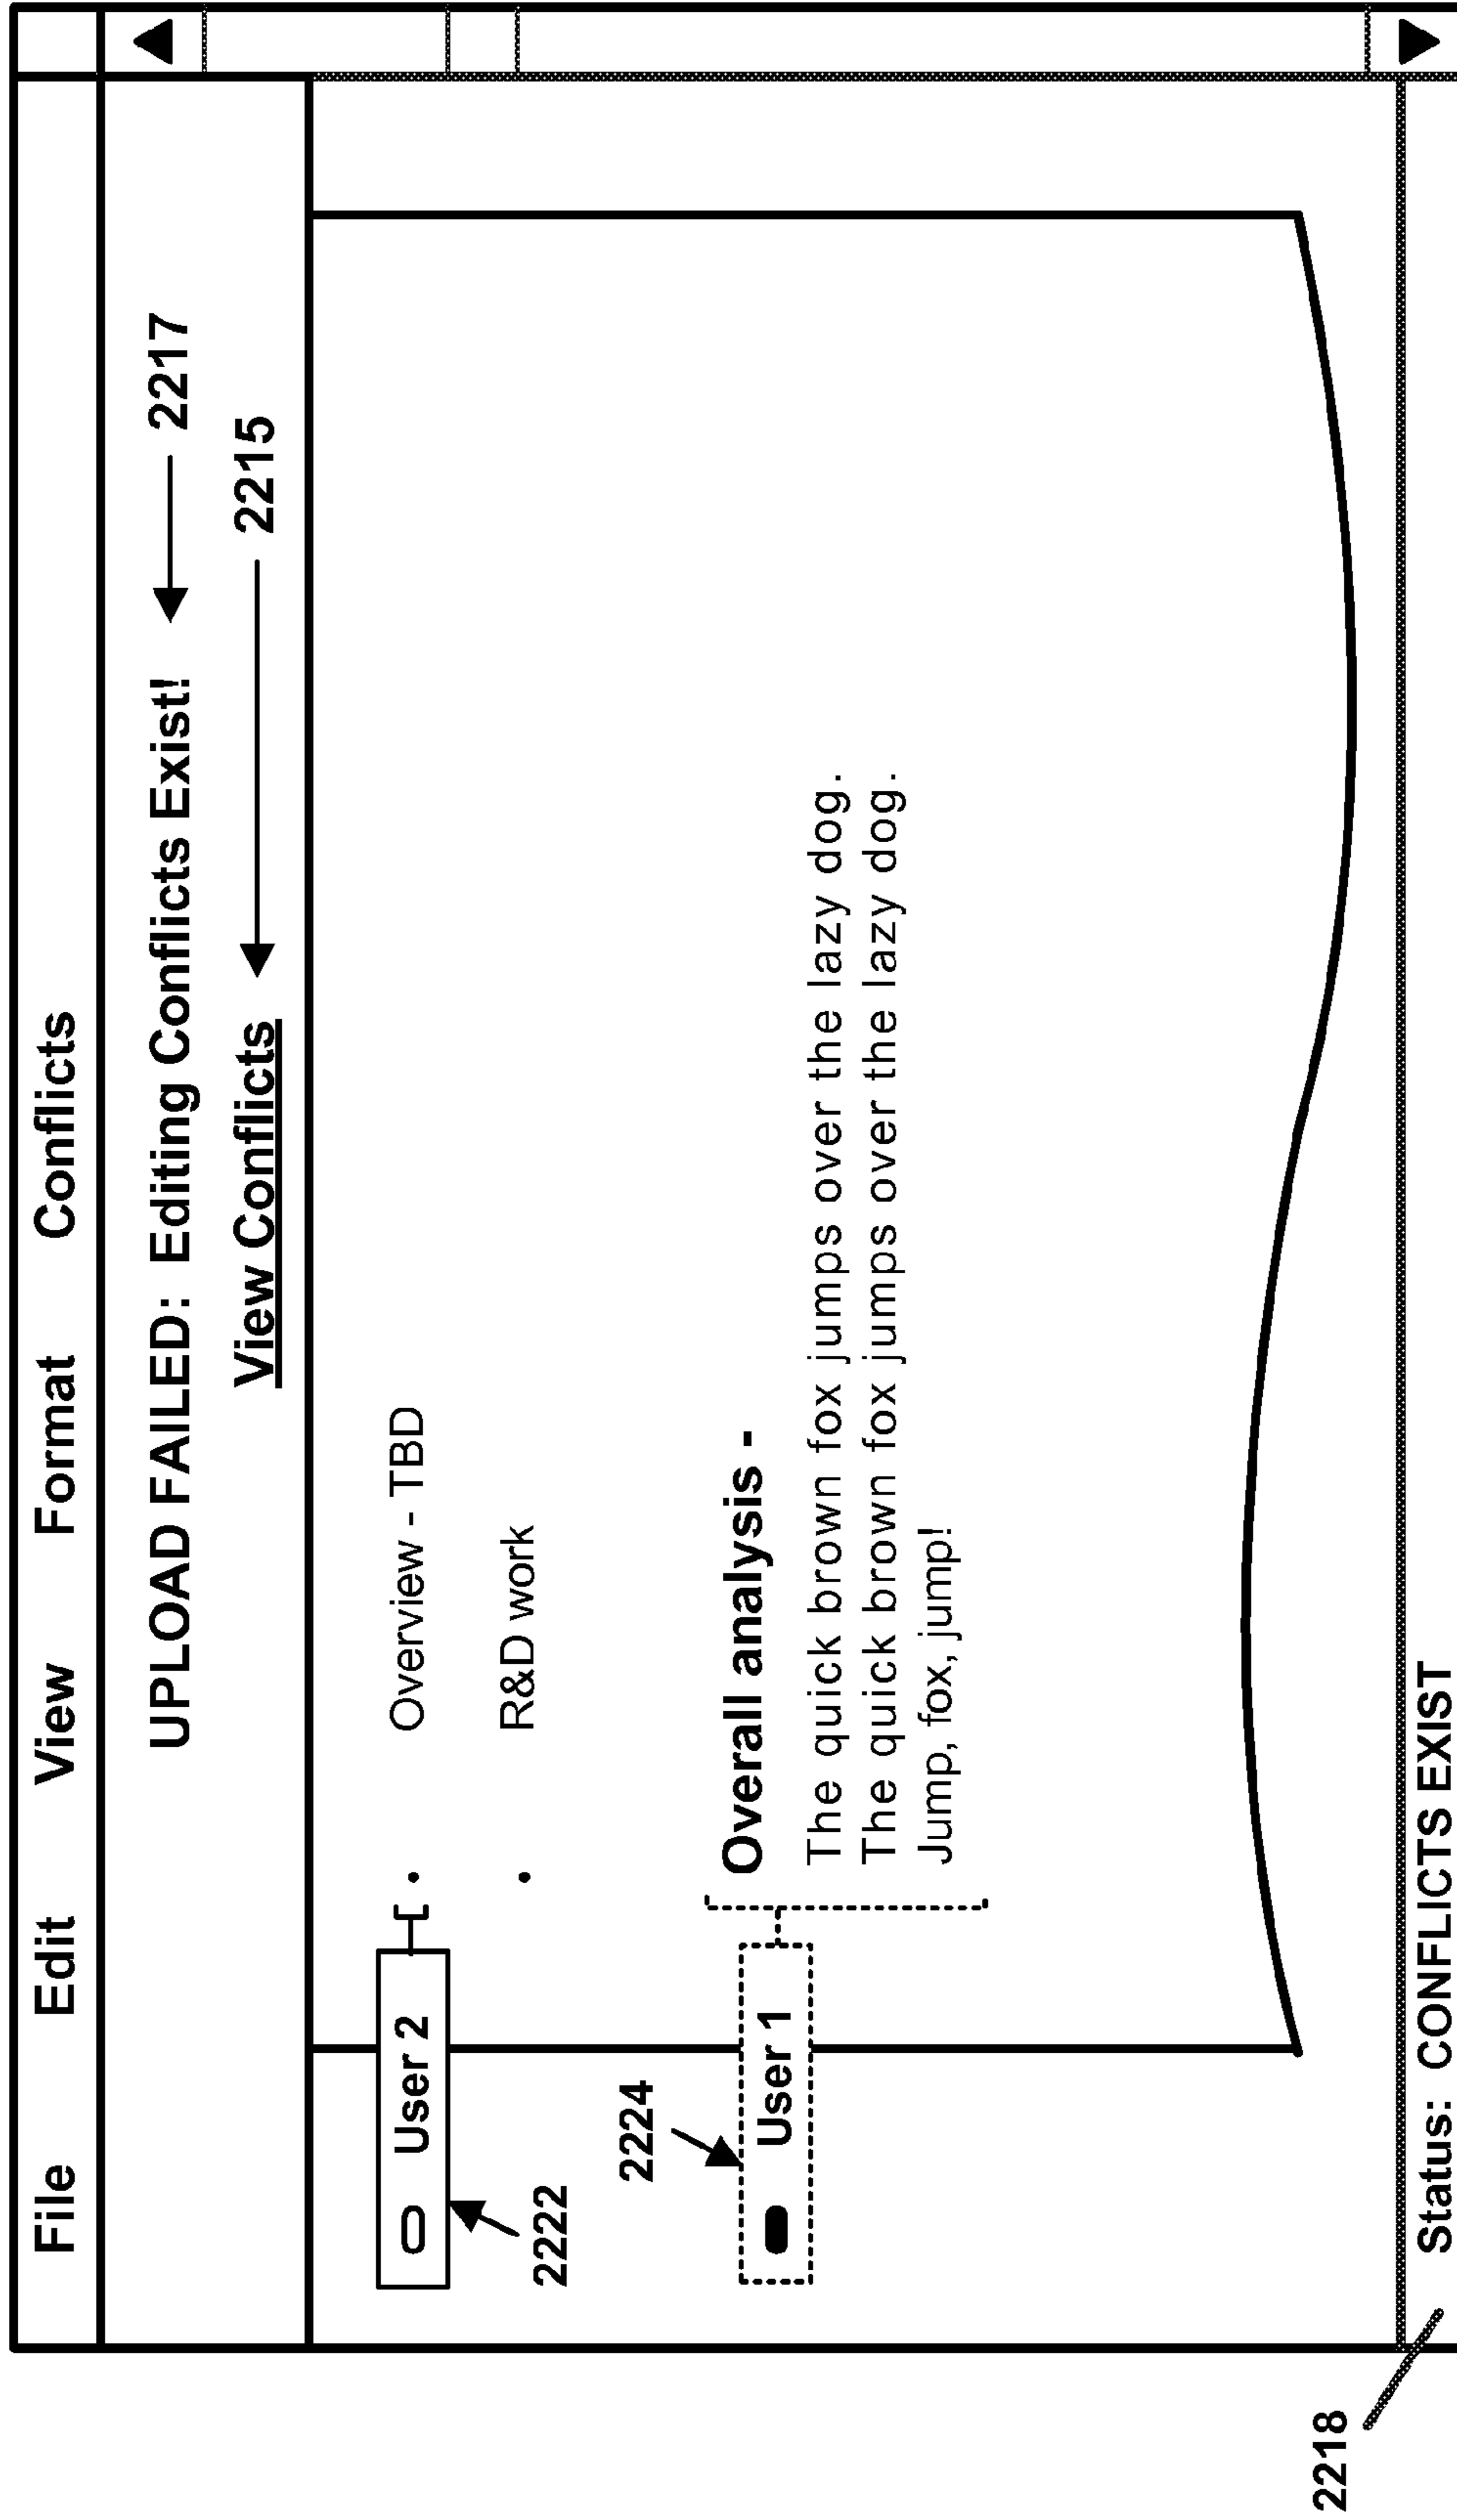 File Edit View Format Conflicts
UPLOAD FAILED: Editing Conflicts Exist! 2217
View Conflicts 2215
User 2 • Overview - TBD
2222 • R&D work
2224
User 1 Overall analysis -
The quick brown fox jumps over the lazy dog.
The quick brown fox jumps over the lazy dog.
Jump, fox, jump!
2218
Status: CONFLICTS EXIST